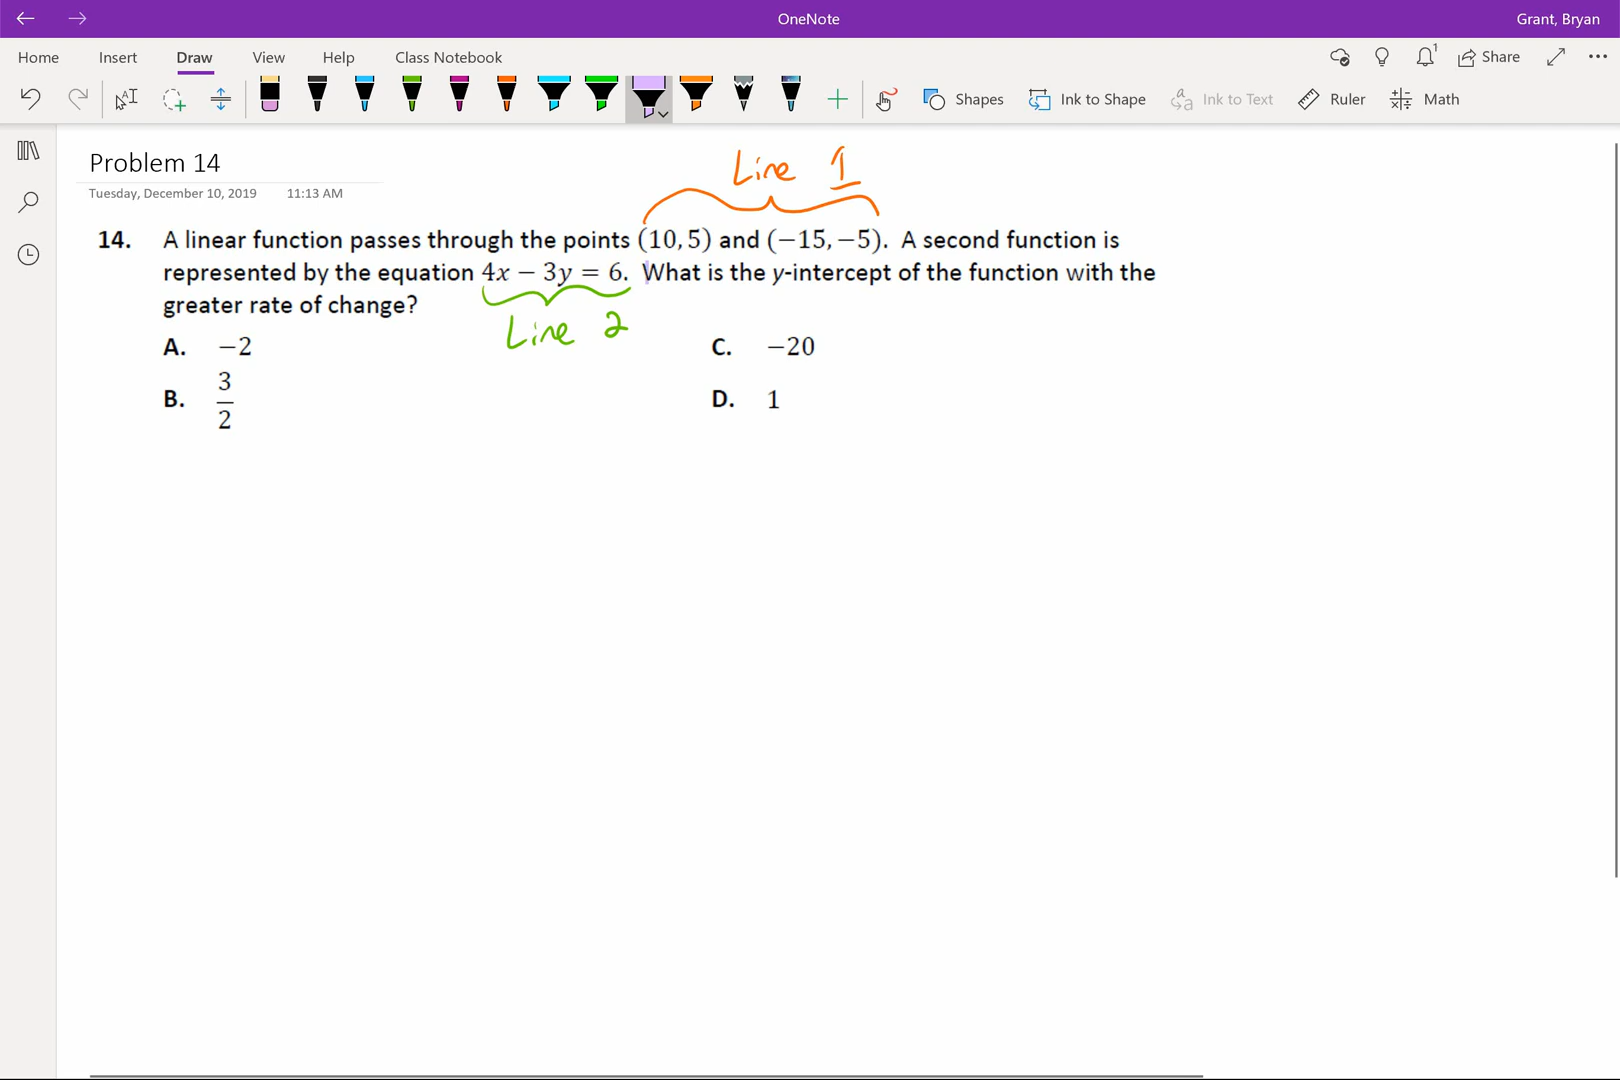 OneNote
Grant, Bryan
Home Insert Draw View Help Class Notebook
1
Share
Shapes Ink to Shape Ink to Text Ruler Math
Problem 14
Tuesday, December 10, 2019 11:13 AM
Line 1
14. A linear function passes through the points (10, 5) and (−15, −5). A second function is
represented by the equation 4x − 3y = 6. What is the y-intercept of the function with the
greater rate of change?
Line 2
A. −2
C. −20
B. 3/2
D. 1